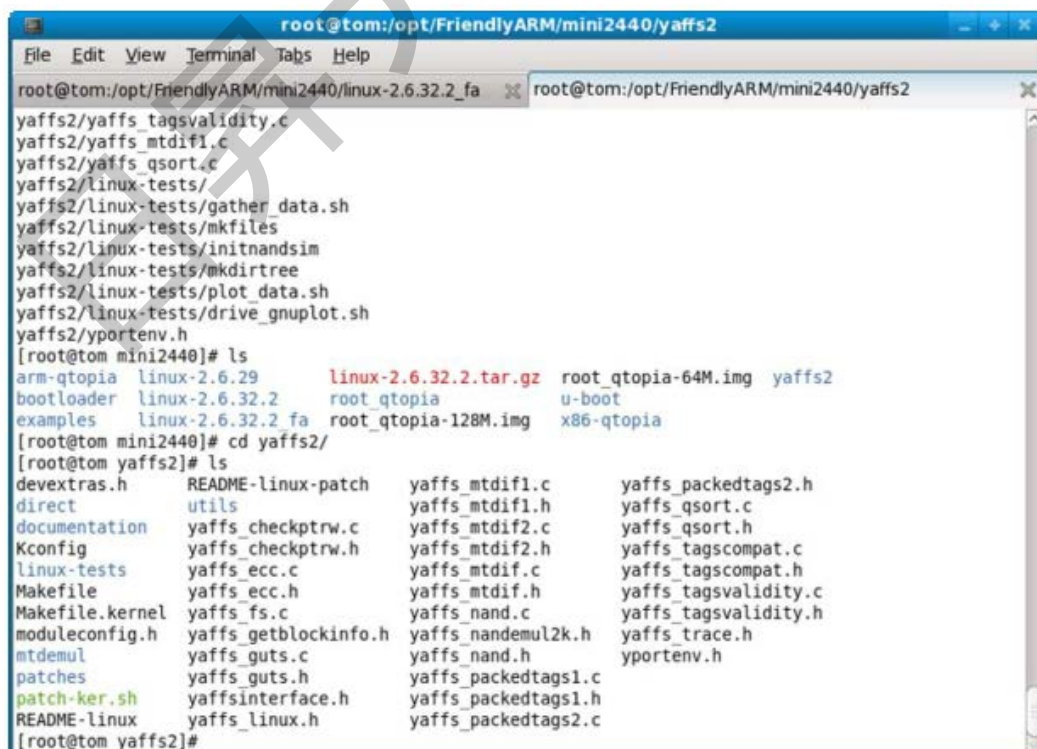 root@tom:/opt/FriendlyARM/mini2440/yaffs2
File Edit View Terminal Tabs Help
root@tom:/opt/FriendlyARM/mini2440/linux-2.6.32.2_fa root@tom:/opt/FriendlyARM/mini2440/yaffs2
yaffs2/yaffs_tagsvalidity.c
yaffs2/yaffs_mtdif1.c
yaffs2/yaffs_qsort.c
yaffs2/linux-tests/
yaffs2/linux-tests/gather_data.sh
yaffs2/linux-tests/mkfiles
yaffs2/linux-tests/initnandsim
yaffs2/linux-tests/mkdirtree
yaffs2/linux-tests/plot_data.sh
yaffs2/linux-tests/drive_gnuplot.sh
yaffs2/yportenv.h
[root@tom mini2440]# ls
arm-qtopia linux-2.6.29 linux-2.6.32.2.tar.gz root_qtopia-64M.img yaffs2
bootloader linux-2.6.32.2 root_qtopia u-boot
examples linux-2.6.32.2_fa root_qtopia-128M.img x86-qtopia
[root@tom mini2440]# cd yaffs2/
[root@tom yaffs2]# ls
devextras.h README-linux-patch yaffs_mtdif1.c yaffs_packedtags2.h
direct utils yaffs_mtdif1.h yaffs_qsort.c
documentation yaffs_checkptrw.c yaffs_mtdif2.c yaffs_qsort.h
Kconfig yaffs_checkptrw.h yaffs_mtdif2.h yaffs_tagscompat.c
linux-tests yaffs_ecc.c yaffs_mtdif.c yaffs_tagscompat.h
Makefile yaffs_ecc.h yaffs_mtdif.h yaffs_tagsvalidity.c
Makefile.kernel yaffs_fs.c yaffs_nand.c yaffs_tagsvalidity.h
moduleconfig.h yaffs_getblockinfo.h yaffs_nandemul2k.h yaffs_trace.h
mtdemul yaffs_guts.c yaffs_nand.h yportenv.h
patches yaffs_guts.h yaffs_packedtags1.c
patch-ker.sh yaffsinterface.h yaffs_packedtags1.h
README-linux yaffs_linux.h yaffs_packedtags2.c
[root@tom yaffs2]#